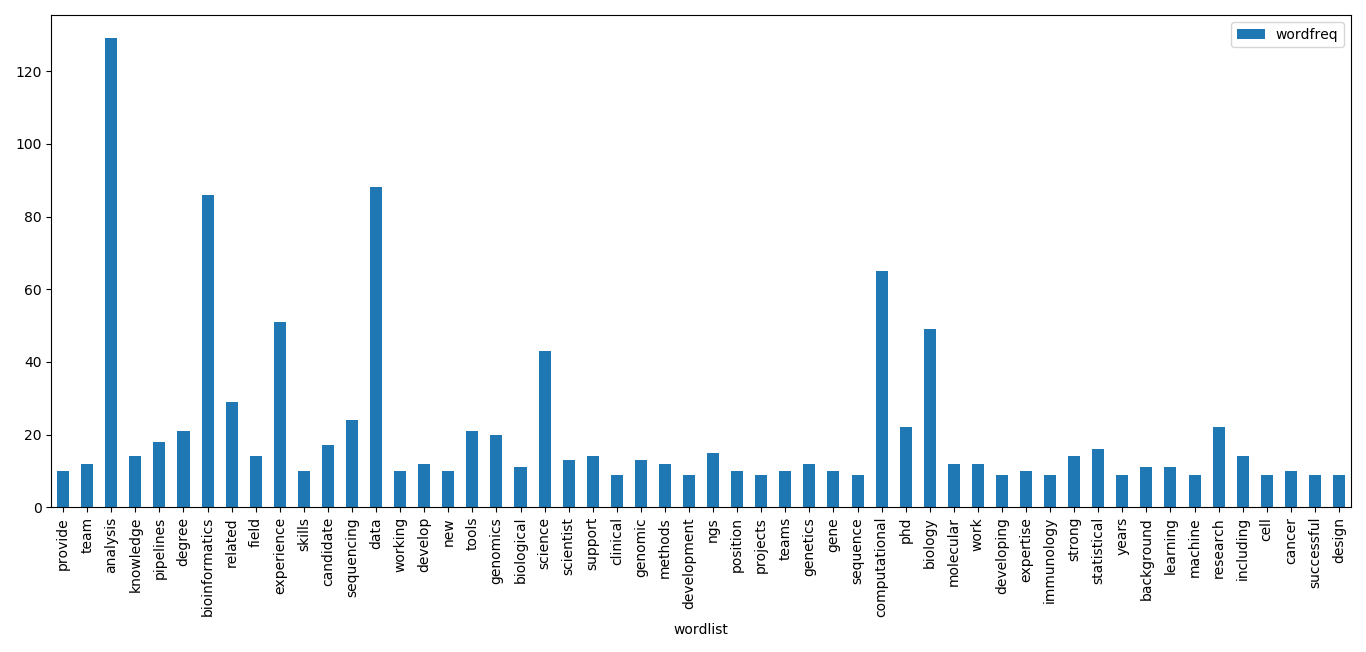 wordfreq
120
100
80
60
40
20
0
provide
team
analysis
knowledge
pipelines
degree
bioinformatics
related
field
experience
skills
candidate
sequencing
data
working
develop
new
tools
genomics
biological
science
scientist
support
clinical
genomic
methods
development
ngs
position
projects
teams
genetics
gene
sequence
computational
phd
biology
molecular
work
developing
expertise
immunology
strong
statistical
years
background
learning
machine
research
including
cell
cancer
successful
design
wordlist